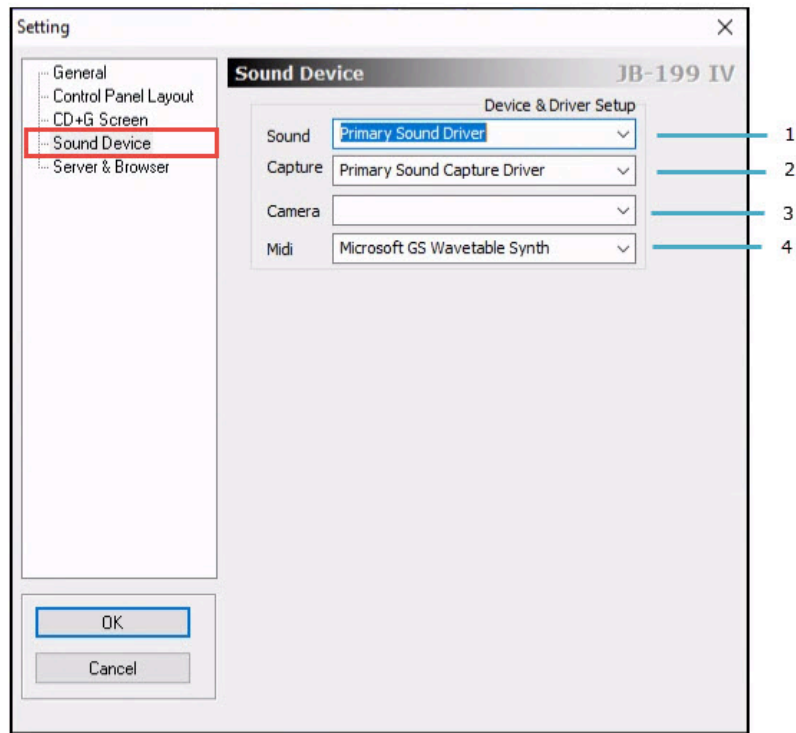 Setting
General
Control Panel Layout
CD+G Screen
Sound Device
Server & Browser
OK
Cancel
Sound Device JB-199 IV
Device & Driver Setup
Sound Primary Sound Driver 1
Capture Primary Sound Capture Driver 2
Camera 3
Midi Microsoft GS Wavetable Synth 4